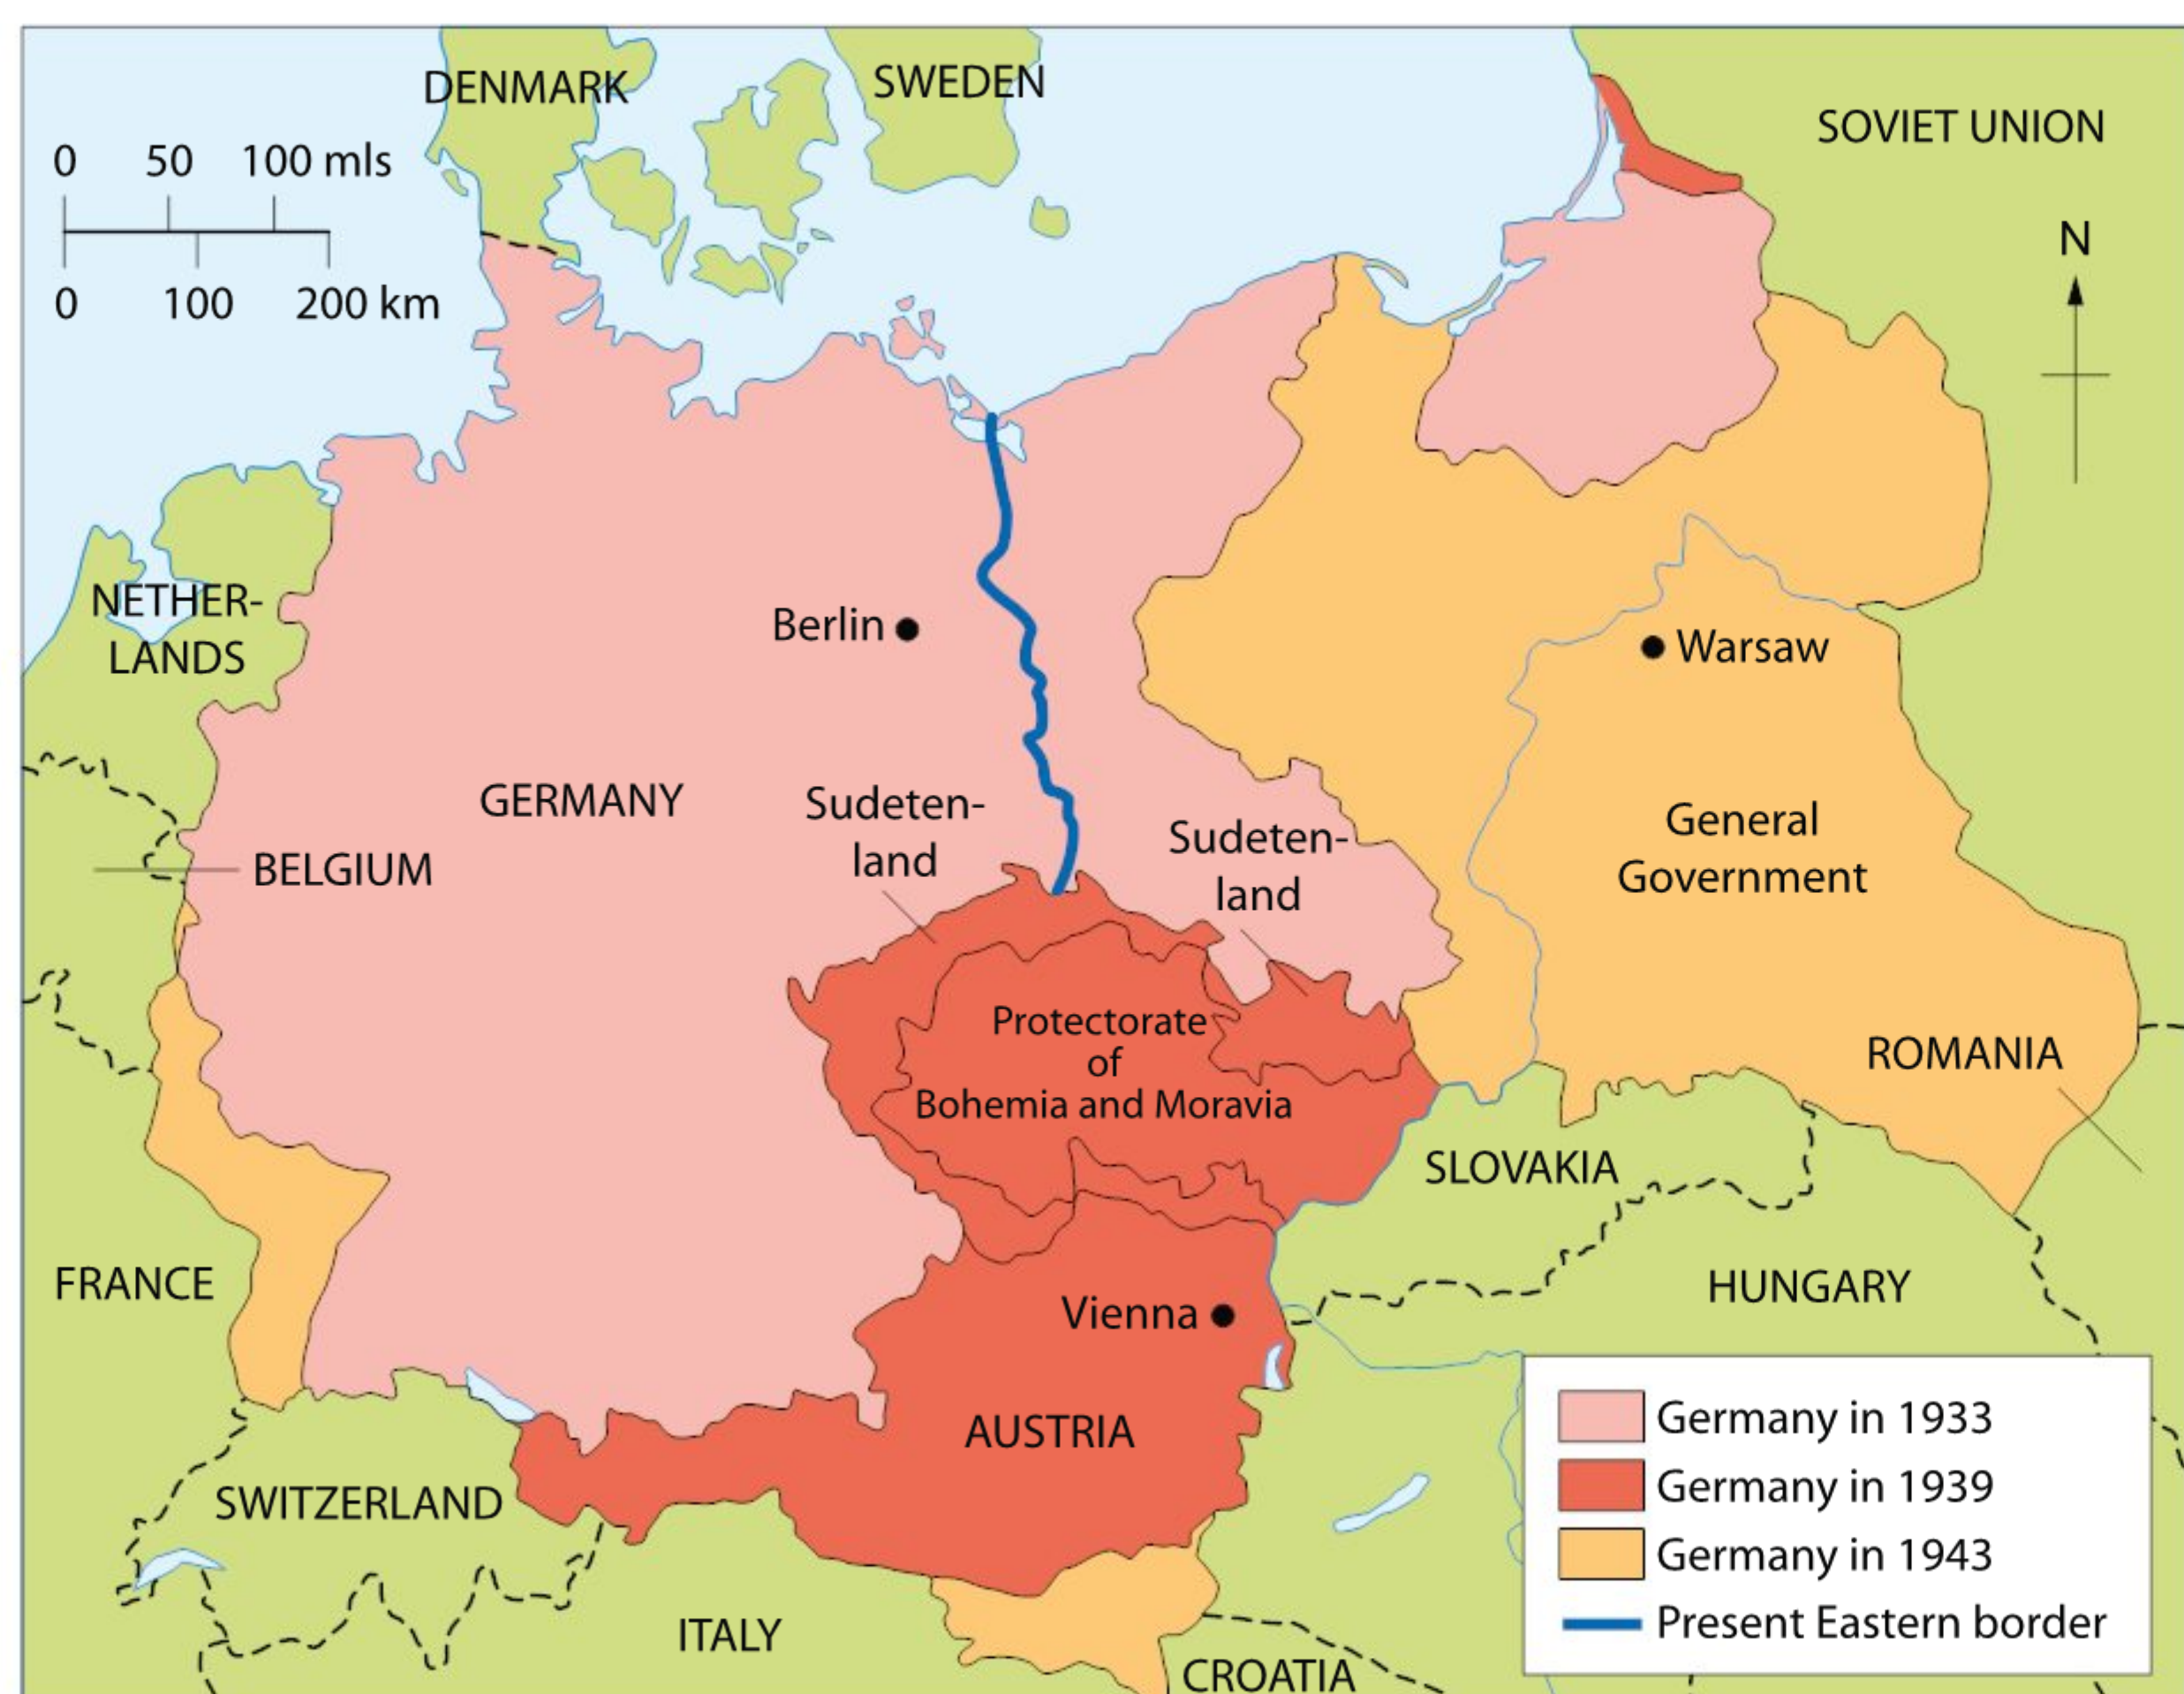 DENMARK
SWEDEN
SOVIET UNION
0 50 100 mls
0 100 200 km
N
NETHER-
LANDS
Berlin
Warsaw
GERMANY
Sudeten-
land
Sudeten-
land
General
Government
BELGIUM
Protectorate
of
Bohemia and Moravia
ROMANIA
SLOVAKIA
FRANCE
HUNGARY
Vienna
AUSTRIA
SWITZERLAND
ITALY
CROATIA
Germany in 1933
Germany in 1939
Germany in 1943
Present Eastern border